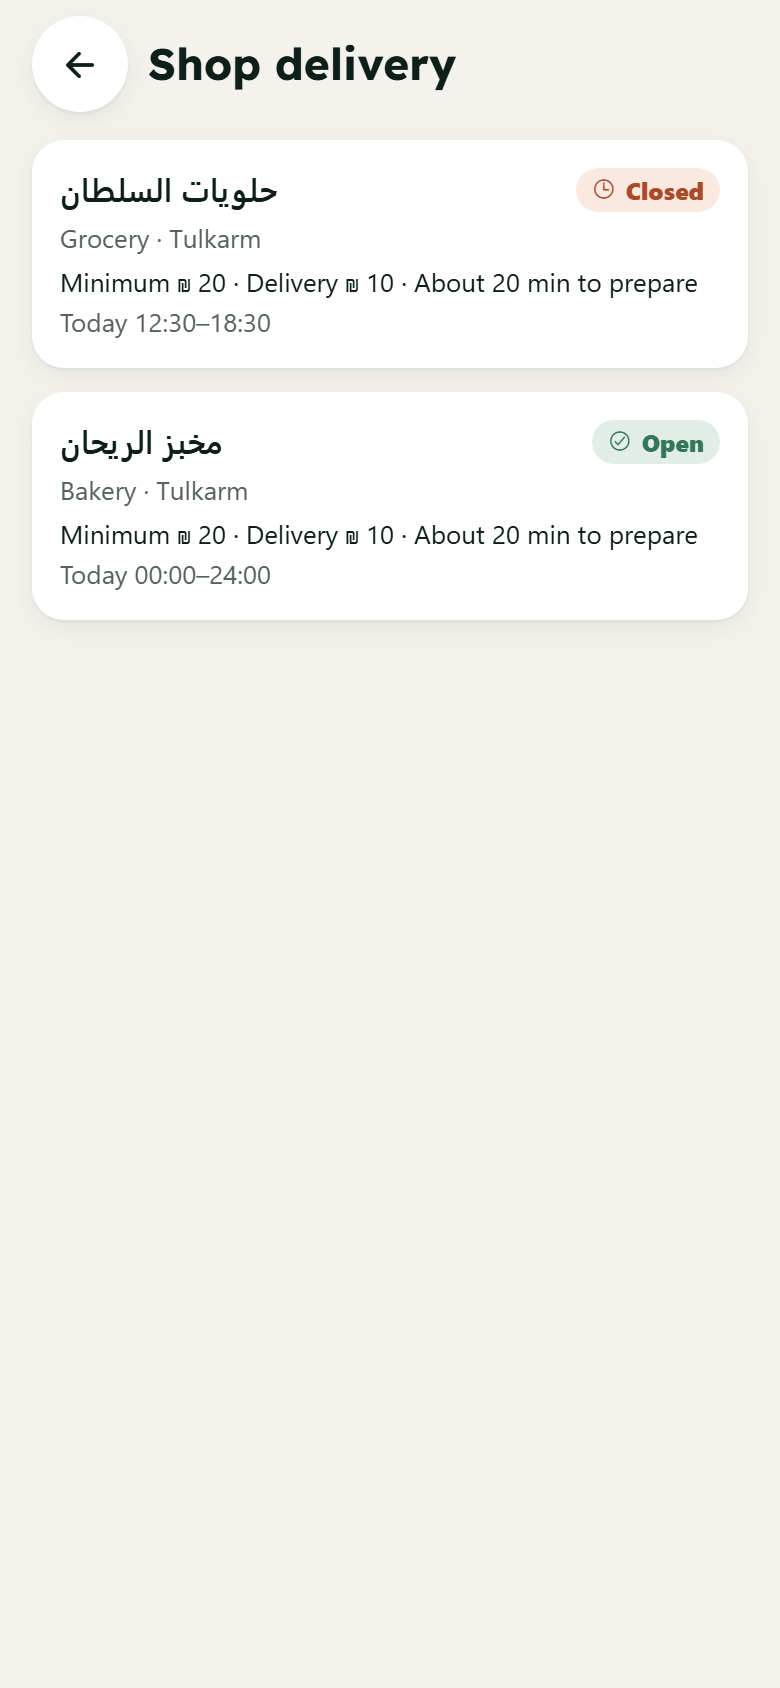 Shop delivery
حلويات السلطان
Closed
Grocery · Tulkarm
Minimum ₪ 20 · Delivery ₪ 10 · About 20 min to prepare
Today 12:30–18:30
مخبز الريحان
Open
Bakery · Tulkarm
Minimum ₪ 20 · Delivery ₪ 10 · About 20 min to prepare
Today 00:00–24:00